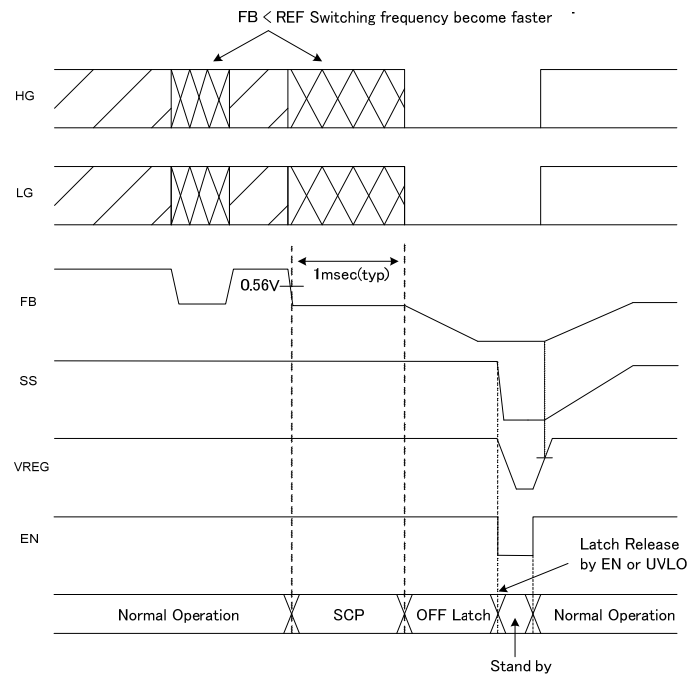 FB < REF Switching frequency become faster
HG
LG
FB
0.56V
1msec(typ)
SS
VREG
EN
Latch Release
by EN or UVLO
Normal Operation
SCP
OFF Latch
Normal Operation
Stand by